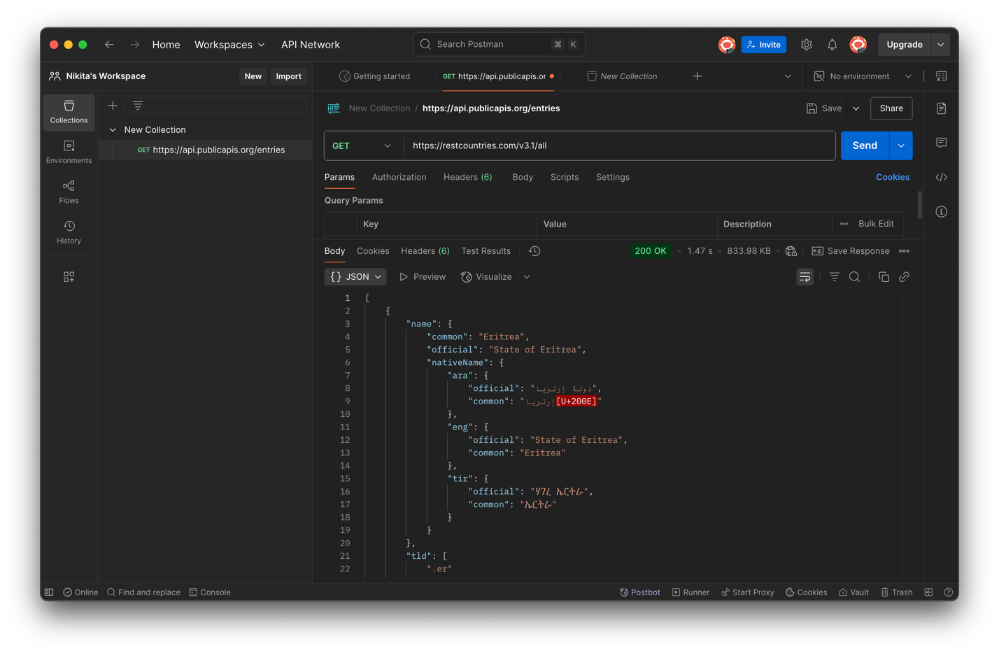 Home
Workspaces
API Network
Search Postman
⌘ K
Invite
Upgrade
Nikita's Workspace
New
Import
Getting started
GET https://api.publicapis.or
New Collection
No environment
Collections
Environments
Flows
History
New Collection
GET https://api.publicapis.org/entries
HTTP
New Collection / https://api.publicapis.org/entries
Save
Share
GET
https://restcountries.com/v3.1/all
Send
Params
Authorization
Headers (6)
Body
Scripts
Settings
Cookies
Query Params
Key
Value
Description
Bulk Edit
Body
Cookies
Headers (6)
Test Results
200 OK
1.47 s
833.98 KB
e.g.
Save Response
{} JSON
Preview
Visualize
1 [
2 {
3 "name": {
4 "common": "Eritrea",
5 "official": "State of Eritrea",
6 "nativeName": {
7 "ara": {
8 "official": "دولة إرتريا",
9 "common": "إرتريا[U+200E]"
10 },
11 "eng": {
12 "official": "State of Eritrea",
13 "common": "Eritrea"
14 },
15 "tir": {
16 "official": "ሃገረ ኤርትራ",
17 "common": "ኤርትራ"
18 }
19 }
20 },
21 "tld": [
22 ".er"
Online
Find and replace
Console
Postbot
Runner
Start Proxy
Cookies
Vault
Trash